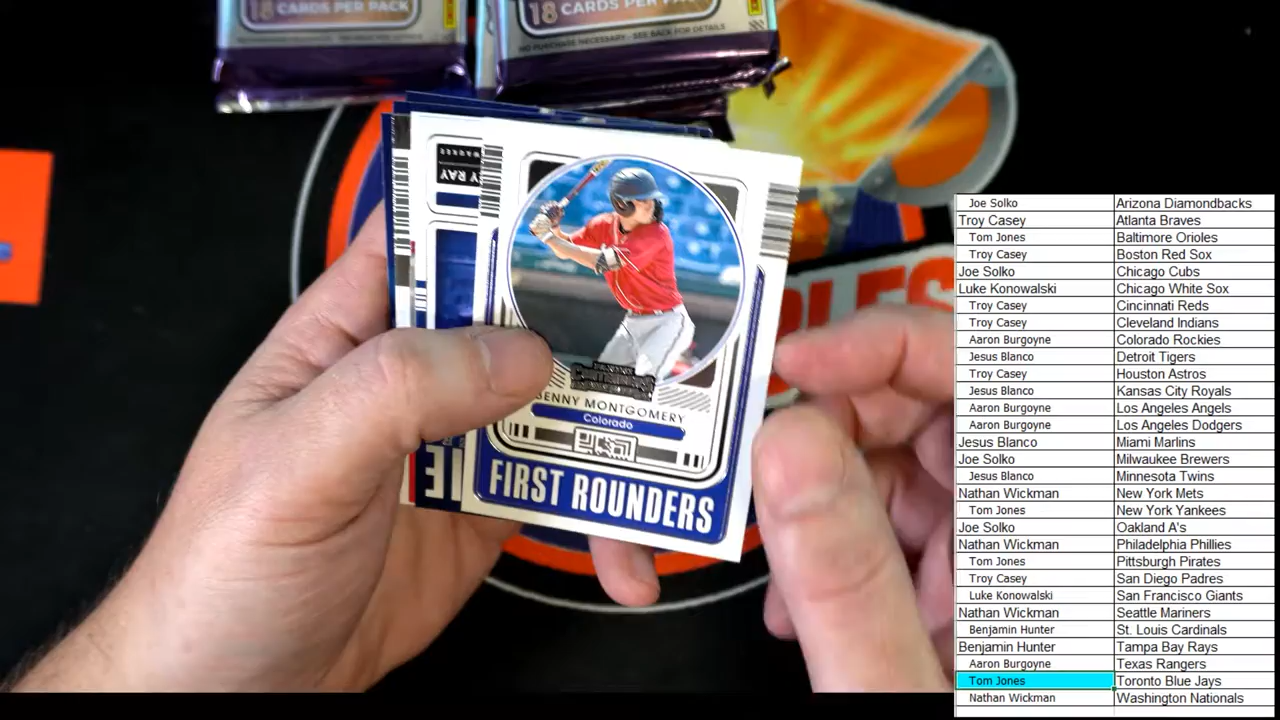 18 CARDS PER PACK
18 CARDS PER PA
NO PURCHASE NECESSARY - SEE BACK FOR DETAILS
Y RAY
BENNY MONTGOMERY
Colorado
FIRST ROUNDERS
IE
Joe Solko Arizona Diamondbacks
Troy Casey Atlanta Braves
Tom Jones Baltimore Orioles
Troy Casey Boston Red Sox
Joe Solko Chicago Cubs
Luke Konowalski Chicago White Sox
Troy Casey Cincinnati Reds
Troy Casey Cleveland Indians
Aaron Burgoyne Colorado Rockies
Jesus Blanco Detroit Tigers
Troy Casey Houston Astros
Jesus Blanco Kansas City Royals
Aaron Burgoyne Los Angeles Angels
Aaron Burgoyne Los Angeles Dodgers
Jesus Blanco Miami Marlins
Joe Solko Milwaukee Brewers
Jesus Blanco Minnesota Twins
Nathan Wickman New York Mets
Tom Jones New York Yankees
Joe Solko Oakland A's
Nathan Wickman Philadelphia Phillies
Tom Jones Pittsburgh Pirates
Troy Casey San Diego Padres
Luke Konowalski San Francisco Giants
Nathan Wickman Seattle Mariners
Benjamin Hunter St. Louis Cardinals
Benjamin Hunter Tampa Bay Rays
Aaron Burgoyne Texas Rangers
Tom Jones Toronto Blue Jays
Nathan Wickman Washington Nationals